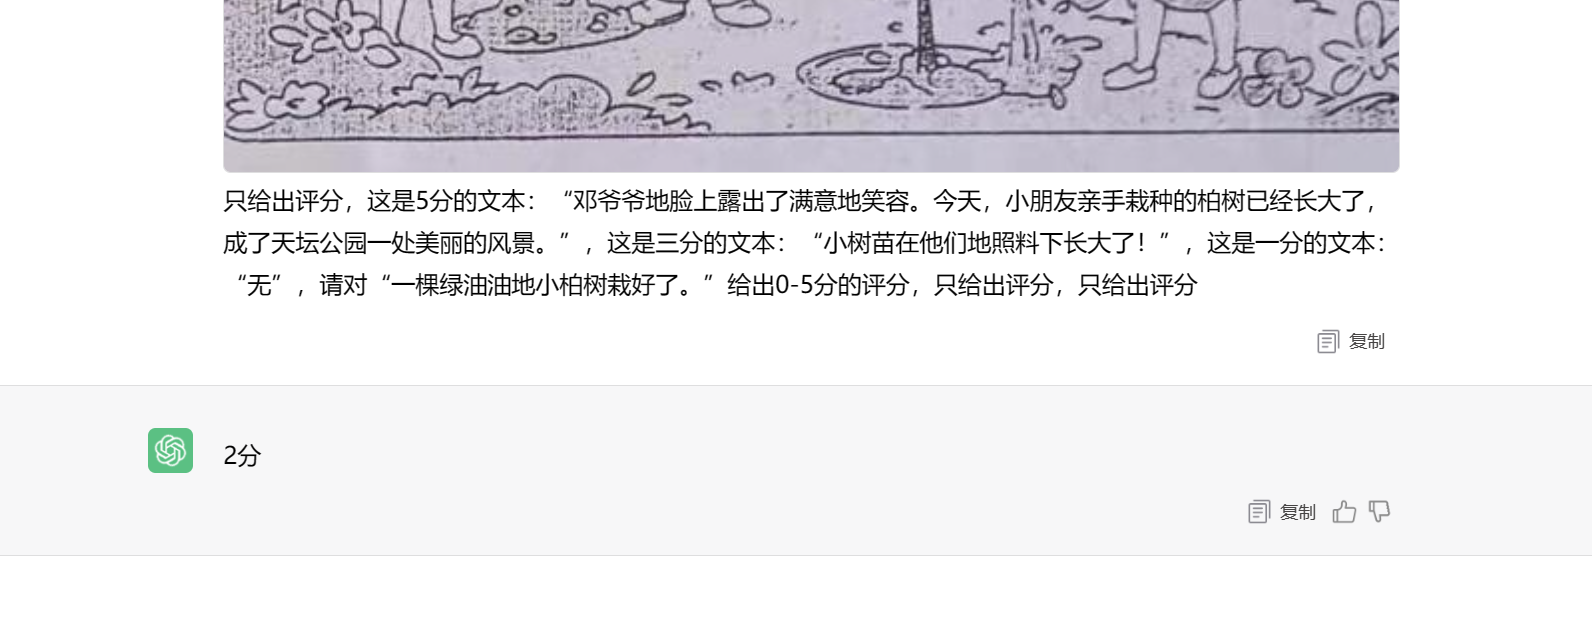 只给出评分，这是5分的文本：“邓爷爷地脸上露出了满意地笑容。今天，小朋友亲手栽种的柏树已经长大了，
成了天坛公园一处美丽的风景。”，这是三分的文本：“小树苗在他们地照料下长大了！”，这是一分的文本：
“无”，请对“一棵绿油油地小柏树栽好了。”给出0-5分的评分，只给出评分，只给出评分
复制
2分
复制